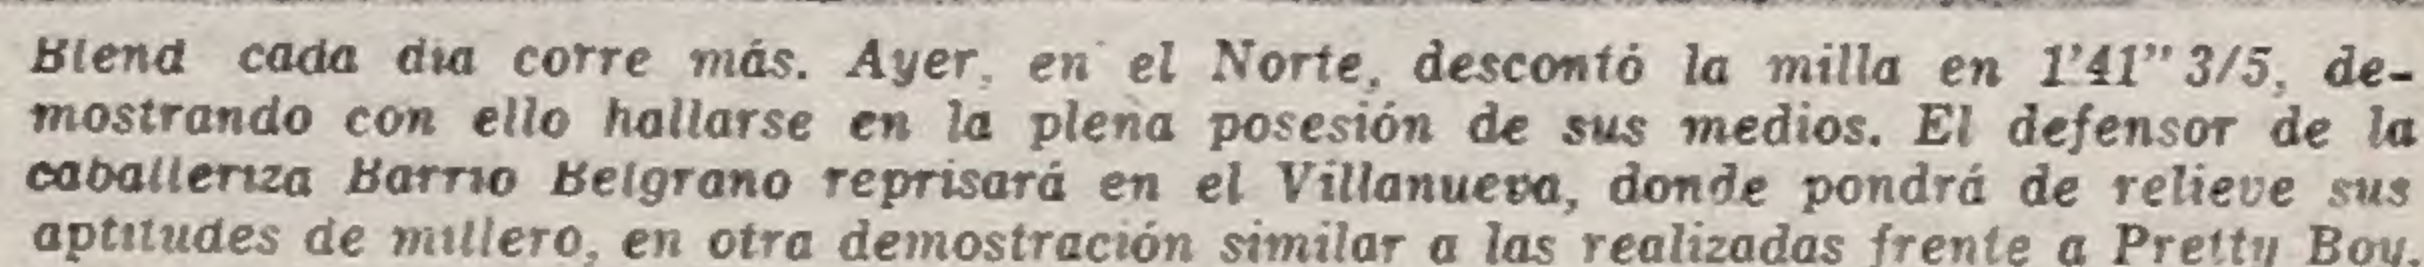 Blend cada dia corre más. Ayer, en el Norte, descontó la milla en 1'41" 3/5, de-
mostrando con ello hallarse en la plena posesión de sus medios. El defensor de la
caballeriza Barrio Belgrano reprisará en el Villanueva, donde pondrá de relieve sus
aptitudes de millero, en otra demostración similar a las realizadas frente a Pretty Boy.